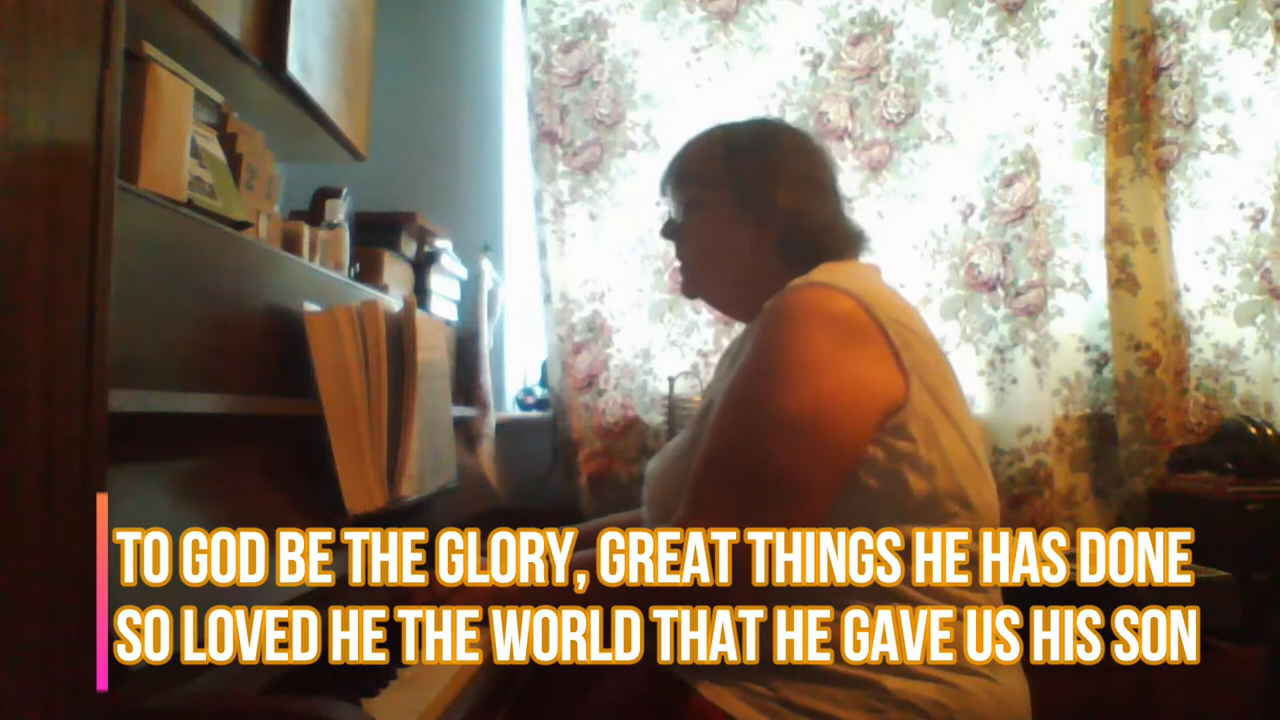 TO GOD BE THE GLORY, GREAT THINGS HE HAS DONE
SO LOVED HE THE WORLD THAT HE GAVE US HIS SON